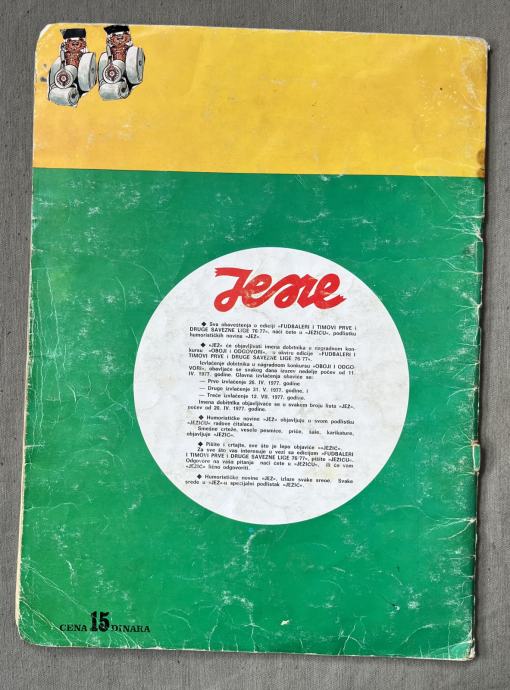 Jež
◆ Sva obaveštenja o ediciji »FUDBALERI I TIMOVI PRVE I
DRUGE SAVEZNE LIGE 76/77«, naći ćete u »JEŽIĆU«, podlistku
humorističkih novina »JEŽ«.
◆ »JEŽ« će objavljivati imena dobitnika u nagradnom kon-
kursu »OBOJI I ODGOVORI«, u okviru edicije »FUDBALERI I
TIMOVI PRVE I DRUGE SAVEZNE LIGE 76/77«.
Izvlačenje dobitnika u nagradnom konkursu »OBOJI I ODGO-
VORI«, obavljaće se svakog dana izazev nedelje počev od 11.
IV. 1977. godine. Glavna izvlačenja obaviće se:
— Prvo izvlačenje 26. IV. 1977. godine
— Drugo izvlačenje 31. V. 1977. godine, i
— Treće izvlačenje 12. VII. 1977. godine.
Imena dobitnika objavljivaće se u svakom broju lista »JEŽ«,
počev od 20. IV. 1977. godine.
◆ Humorističke novine »JEŽ« objavljuju u svom podlistku
»JEŽIĆU« radove čitalaca.
Smešne crteže, vesele pesmice, priče, šale, karikature,
objavljuje »JEŽIĆ«.
◆ Pišite i crtajte, sve što je lepo objaviće »JEŽIĆ«.
Za sve što vas interesuje u vezi sa edicijom »FUDBALERI
I TIMOVI PRVE I DRUGE SAVEZNE LIGE 76/77«, pišite »JEŽIĆU«.
Odgovore na vaša pitanja naći ćete u »JEŽIĆU«, ili će vam
»JEŽIĆ« lično odgovoriti.
◆ Humorističke novine »JEŽ«, izlaze svake srede. Svake
srede u »JEŽ«-u specijalni podlistak »JEŽIĆ«.
CENA 15 DINARA